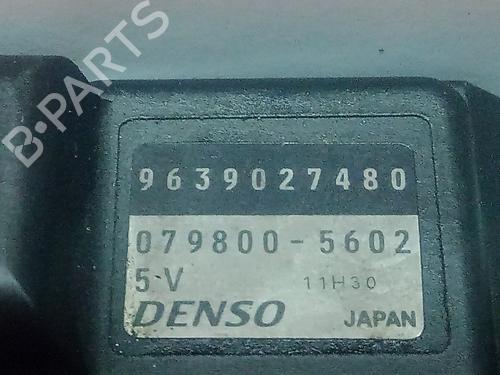 B-PARTS
9639027480
079800-5602
5-V 11H30
DENSO JAPAN